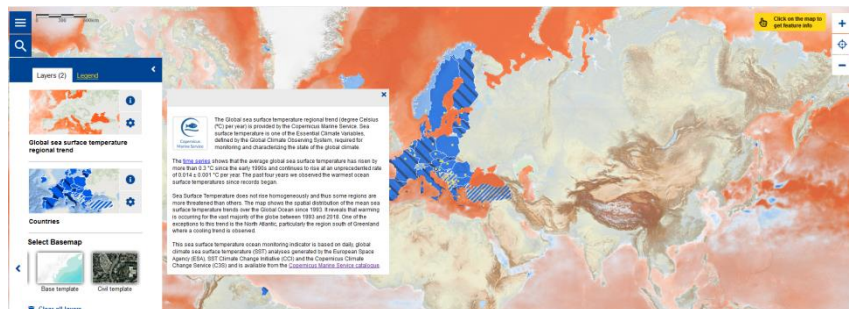 0 500 1000km
Click on the map to
get feature info
Layers (2) Legend
Global sea surface temperature
regional trend
Countries
Select Basemap
Base template Civil template
Clear all layers
Copernicus
Marine Service
The Global sea surface temperature regional trend (degree Celsius
(°C) per year) is provided by the Copernicus Marine Service. Sea
surface temperature is one of the Essential Climate Variables,
defined by the Global Climate Observing System, required for
monitoring and characterizing the state of the global climate.
The time series shows that the average global sea surface temperature has risen by
more than 0.3 °C since the early 1990s and continues to rise at an unprecedented rate
of 0.014 ± 0.001 °C per year. The past four years we observed the warmest ocean
surface temperatures since records began.
Sea Surface Temperature does not rise homogeneously and thus some regions are
more threatened than others. The map shows the spatial distribution of the mean sea
surface temperature trends over the Global Ocean since 1993. It reveals that warming
is occurring for the vast majority of the globe between 1993 and 2018. One of the
exceptions to this trend is the North Atlantic, particularly the region south of Greenland
where a cooling trend is observed.
This sea surface temperature ocean monitoring indicator is based on daily, global
climate sea surface temperature (SST) analyses generated by the European Space
Agency (ESA), SST Climate Change Initiative (CCI) and the Copernicus Climate
Change Service (C3S) and is available from the Copernicus Marine Service catalogue